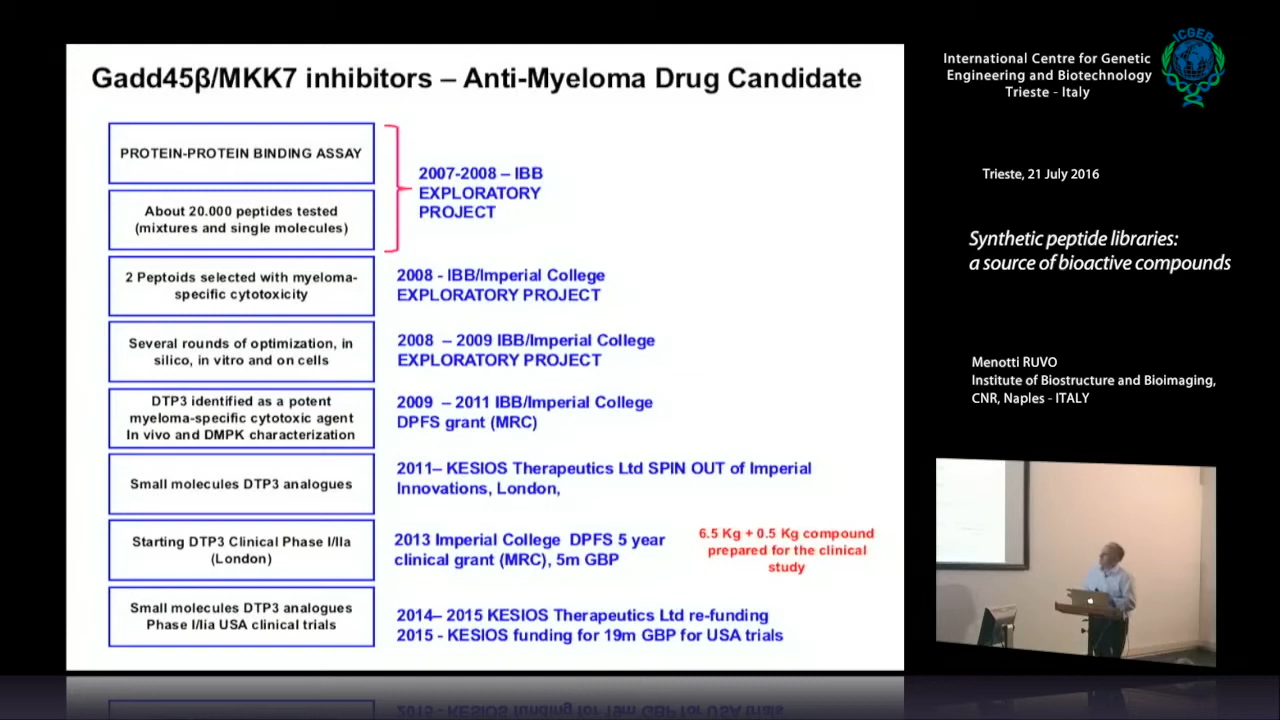 Gadd45β/MKK7 inhibitors – Anti-Myeloma Drug Candidate
PROTEIN-PROTEIN BINDING ASSAY
About 20.000 peptides tested
(mixtures and single molecules)
2007-2008 – IBB
EXPLORATORY
PROJECT
2 Peptoids selected with myeloma-
specific cytotoxicity
2008 - IBB/Imperial College
EXPLORATORY PROJECT
Several rounds of optimization, in
silico, in vitro and on cells
2008 – 2009 IBB/Imperial College
EXPLORATORY PROJECT
DTP3 identified as a potent
myeloma-specific cytotoxic agent
In vivo and DMPK characterization
2009 – 2011 IBB/Imperial College
DPFS grant (MRC)
Small molecules DTP3 analogues
2011– KESIOS Therapeutics Ltd SPIN OUT of Imperial
Innovations, London,
Starting DTP3 Clinical Phase I/IIa
(London)
2013 Imperial College DPFS 5 year
clinical grant (MRC), 5m GBP
6.5 Kg + 0.5 Kg compound
prepared for the clinical
study
Small molecules DTP3 analogues
Phase I/Iia USA clinical trials
2014– 2015 KESIOS Therapeutics Ltd re-funding
2015 - KESIOS funding for 19m GBP for USA trials
International Centre for Genetic
Engineering and Biotechnology
Trieste - Italy
ICGEB
Trieste, 21 July 2016
Synthetic peptide libraries:
a source of bioactive compounds
Menotti RUVO
Institute of Biostructure and Bioimaging,
CNR, Naples - ITALY